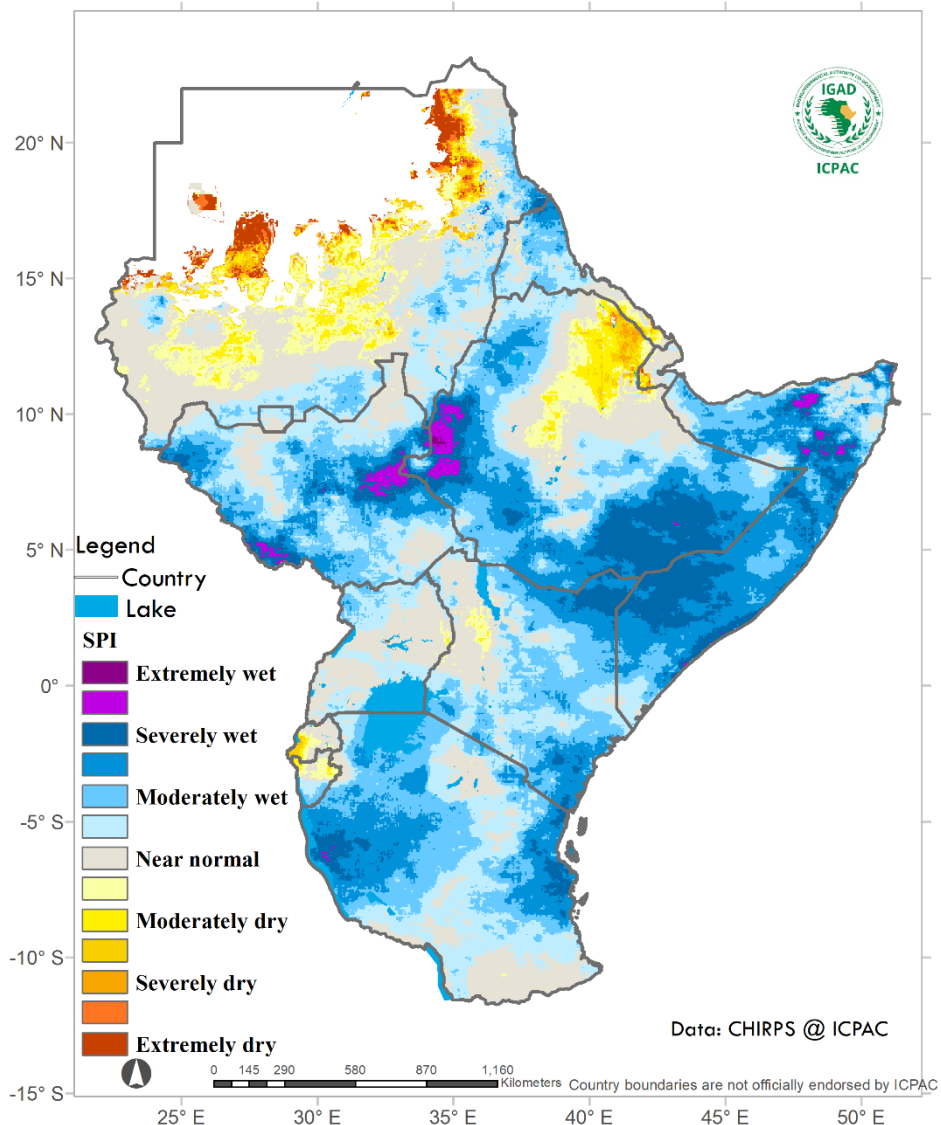 IGAD
ICPAC
20° N
15° N
10° N
5° N
0°
-5° S
-10° S
-15° S
Legend
Country
Lake
SPI
Extremely wet
Severely wet
Moderately wet
Near normal
Moderately dry
Severely dry
Extremely dry
Data: CHIRPS @ ICPAC
0 145 290 580 870 1,160
Kilometers
Country boundaries are not officially endorsed by ICPAC
25° E 30° E 35° E 40° E 45° E 50° E